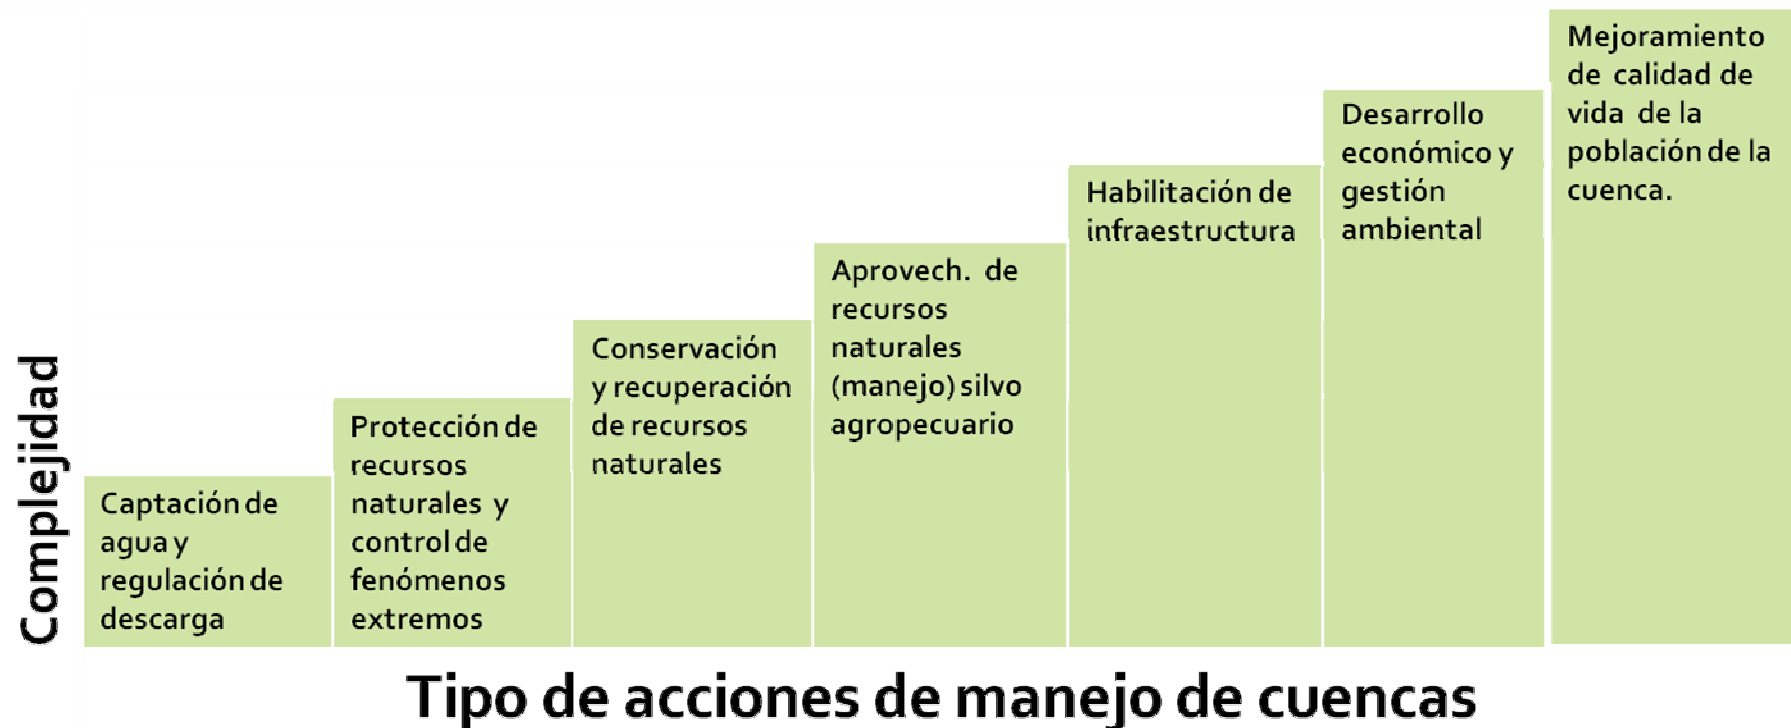 Complejidad
Captación de
agua y
regulación de
descarga
Protección de
recursos
naturales y
control de
fenómenos
extremos
Conservación
y recuperación
de recursos
naturales
Aprovech. de
recursos
naturales
(manejo) silvo
agropecuario
Habilitación de
infraestructura
Desarrollo
económico y
gestión
ambiental
Mejoramiento
de calidad de
vida de la
población de la
cuenca.
Tipo de acciones de manejo de cuencas